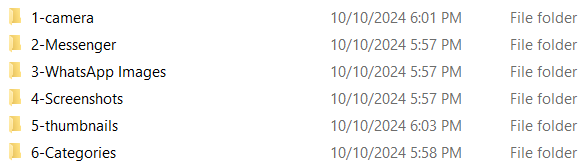 1-camera 10/10/2024 6:01 PM File folder
2-Messenger 10/10/2024 5:57 PM File folder
3-WhatsApp Images 10/10/2024 5:57 PM File folder
4-Screenshots 10/10/2024 5:57 PM File folder
5-thumbnails 10/10/2024 6:03 PM File folder
6-Categories 10/10/2024 5:58 PM File folder